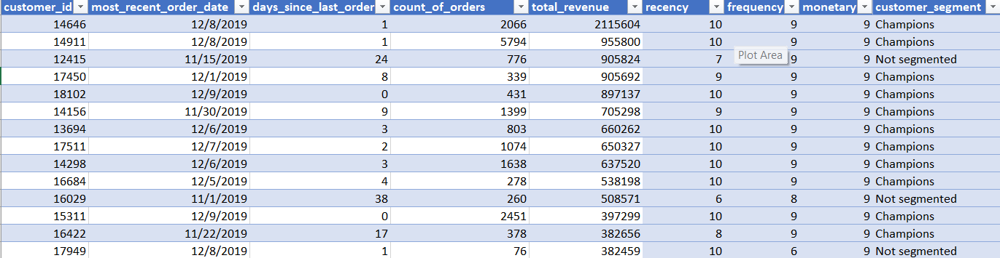 customer_id most_recent_order_date days_since_last_order count_of_orders total_revenue recency frequency monetary customer_segment
14646 12/8/2019 1 2066 2115604 10 9 9 Champions
14911 12/8/2019 1 5794 955800 10 9 9 Champions
12415 11/15/2019 24 776 905824 7 Plot Area 9 9 Not segmented
17450 12/1/2019 8 339 905692 9 9 9 Champions
18102 12/9/2019 0 431 897137 10 9 9 Champions
14156 11/30/2019 9 1399 705298 9 9 9 Champions
13694 12/6/2019 3 803 660262 10 9 9 Champions
17511 12/7/2019 2 1074 650327 10 9 9 Champions
14298 12/6/2019 3 1638 637520 10 9 9 Champions
16684 12/5/2019 4 278 538198 10 9 9 Champions
16029 11/1/2019 38 260 508571 6 8 9 Not segmented
15311 12/9/2019 0 2451 397299 10 9 9 Champions
16422 11/22/2019 17 378 382656 8 9 9 Champions
17949 12/8/2019 1 76 382459 10 6 9 Not segmented